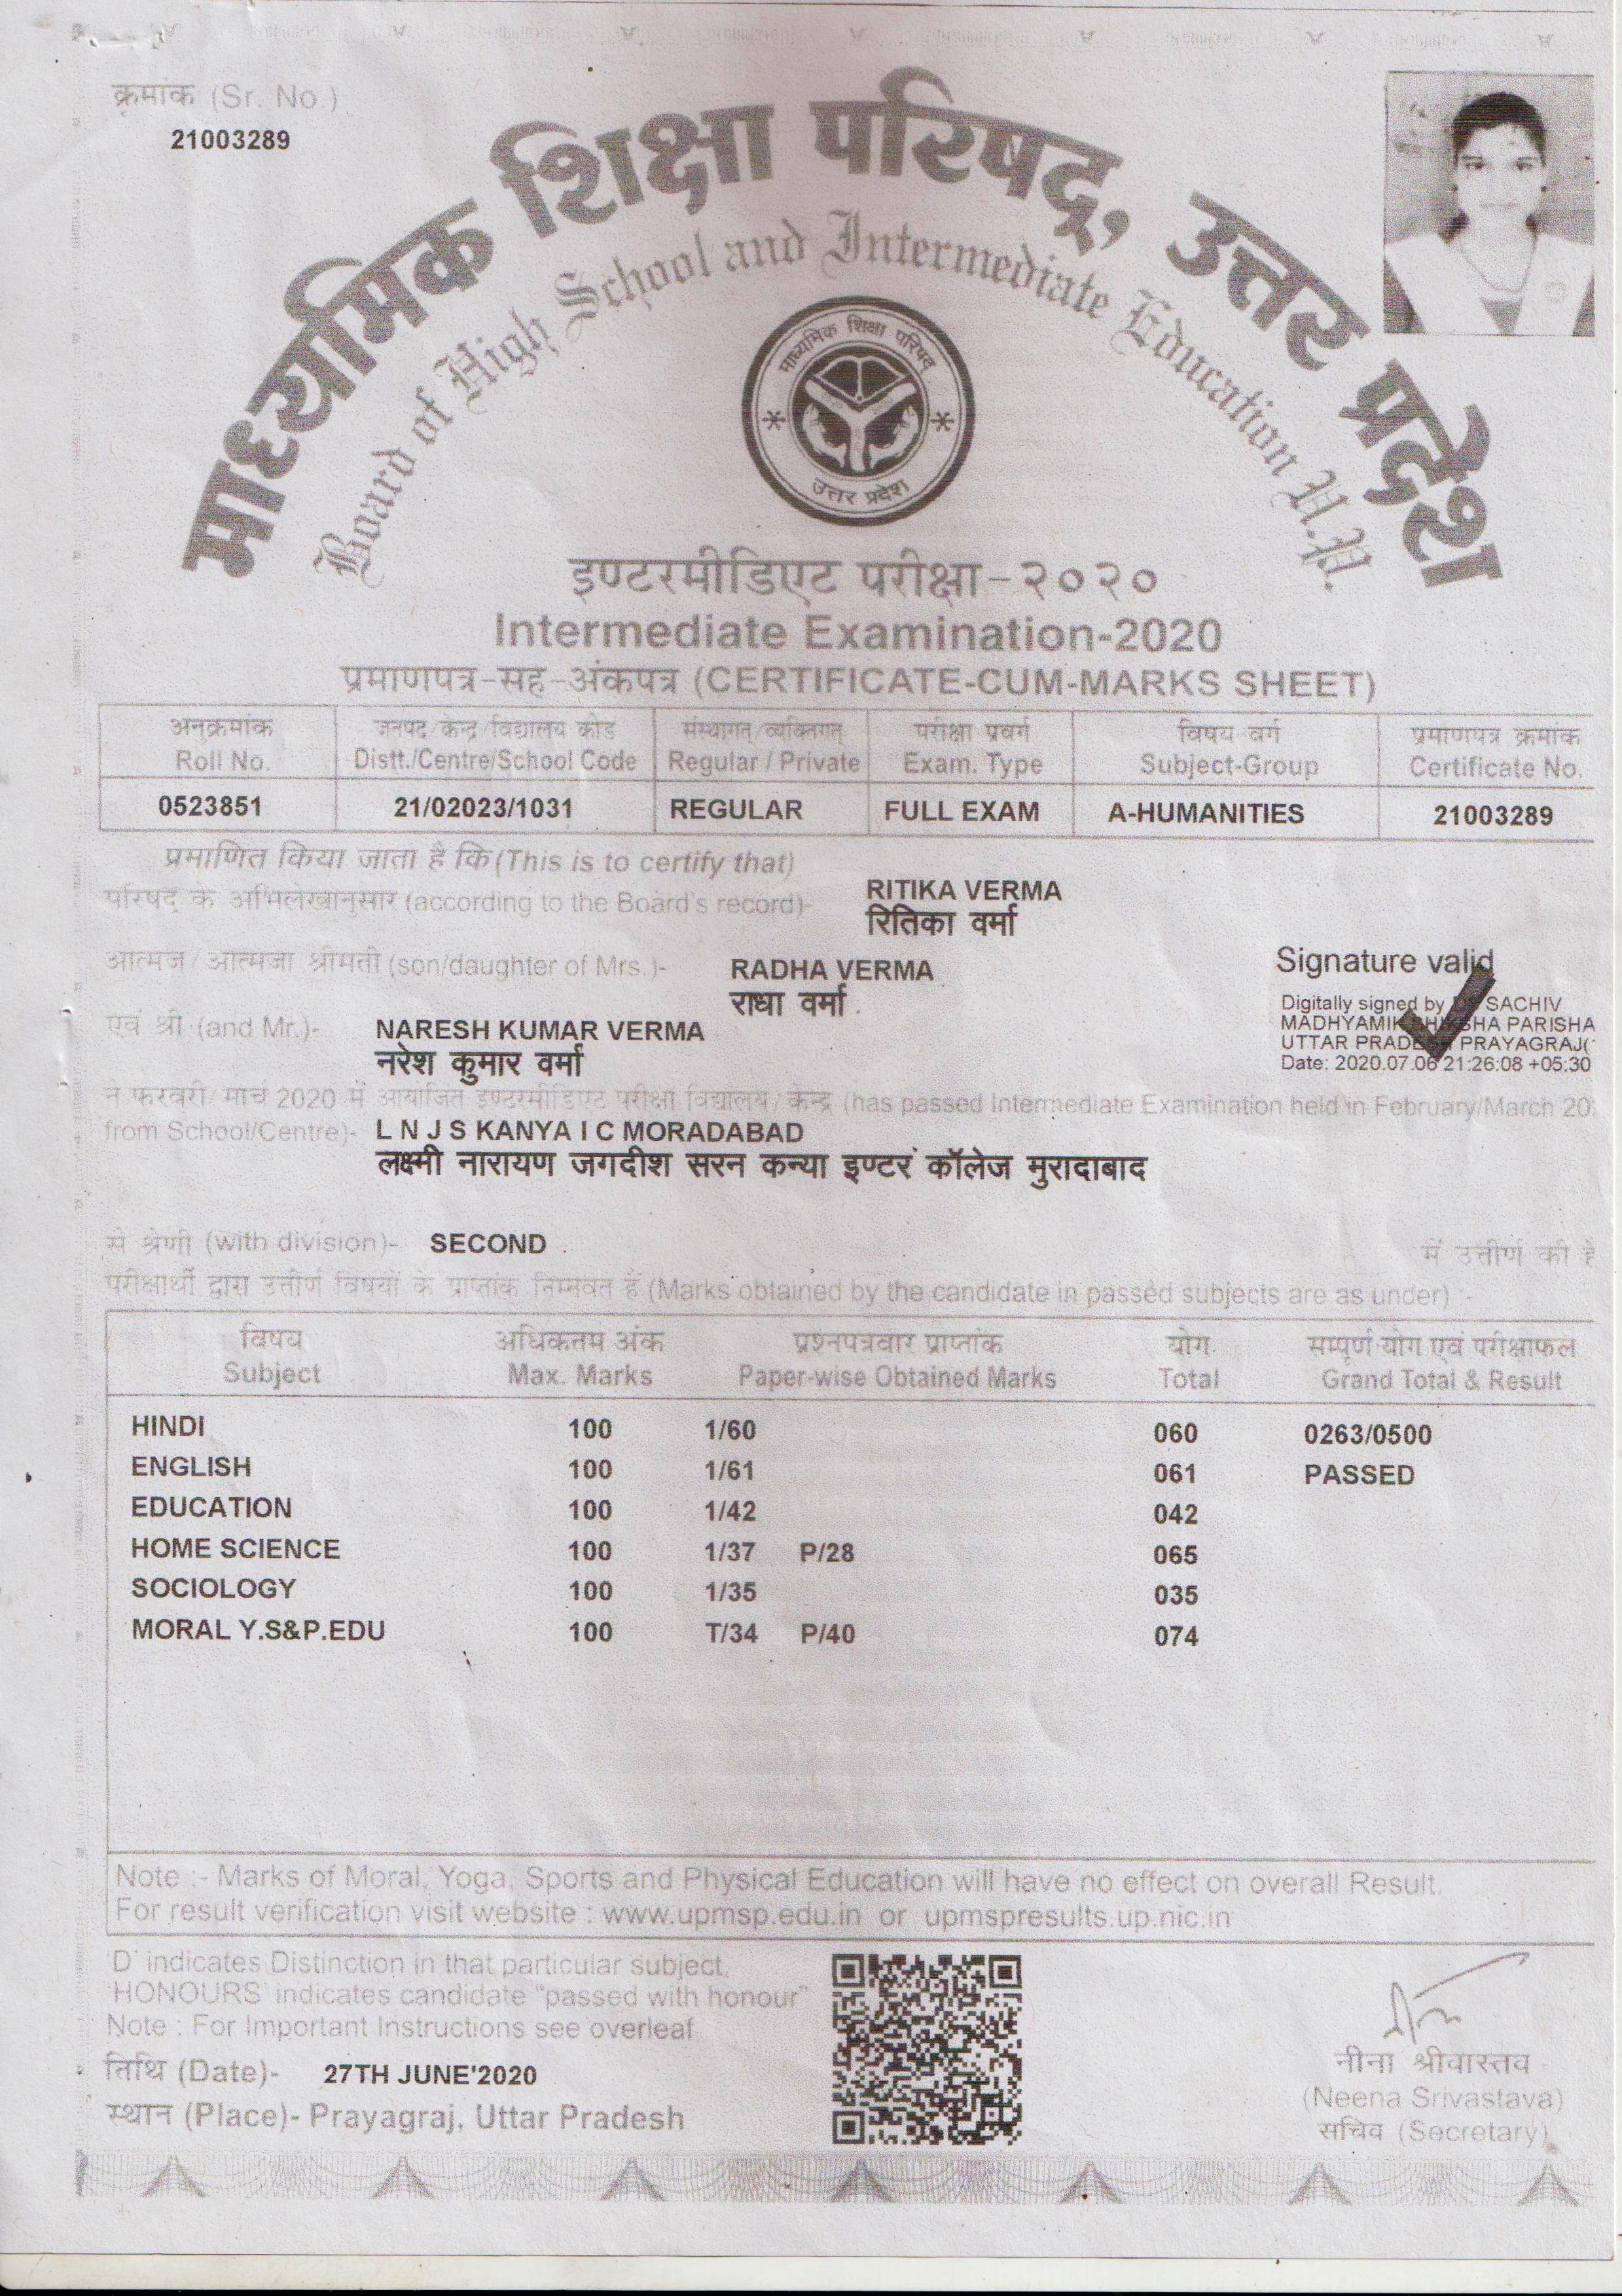 क्रमांक (Sr. No.)
21003289
माध्यमिक शिक्षा परिषद्, उत्तर प्रदेश
Board of High School and Intermediate Education U.P.
माध्यमिक शिक्षा परिषद्
उत्तर प्रदेश
इण्टरमीडिएट परीक्षा-२०२०
Intermediate Examination-2020
प्रमाणपत्र-सह-अंकपत्र (CERTIFICATE-CUM-MARKS SHEET)
अनुक्रमांक जनपद/केन्द्र/विद्यालय कोड संस्थागत/व्यक्तिगत परीक्षा प्रवर्ग विषय वर्ग प्रमाणपत्र क्रमांक
Roll No. Distt./Centre/School Code Regular / Private Exam. Type Subject-Group Certificate No.
0523851 21/02023/1031 REGULAR FULL EXAM A-HUMANITIES 21003289
प्रमाणित किया जाता है कि (This is to certify that)
परिषद् के अभिलेखानुसार (according to the Board's record)- RITIKA VERMA
रितिका वर्मा
आत्मज/आत्मजा श्रीमती (son/daughter of Mrs.)- RADHA VERMA
राधा वर्मा
Signature valid
Digitally signed by DS SACHIV
MADHYAMIK SHIKSHA PARISHA
UTTAR PRADESH PRAYAGRAJ(
Date: 2020.07.06 21:26:08 +05:30
एवं श्री (and Mr.)- NARESH KUMAR VERMA
नरेश कुमार वर्मा
ने फरवरी/मार्च 2020 में आयोजित इण्टरमीडिएट परीक्षा विद्यालय/केन्द्र (has passed Intermediate Examination held in February/March 20
from School/Centre)- L N J S KANYA I C MORADABAD
लक्ष्मी नारायण जगदीश सरन कन्या इण्टर कॉलेज मुरादाबाद
से श्रेणी (with division)- SECOND में उत्तीर्ण की है
परीक्षार्थी द्वारा उत्तीर्ण विषयों के प्राप्तांक निम्नवत हैं (Marks obtained by the candidate in passed subjects are as under) :-
विषय अधिकतम अंक प्रश्नपत्रवार प्राप्तांक योग सम्पूर्ण योग एवं परीक्षाफल
Subject Max. Marks Paper-wise Obtained Marks Total Grand Total & Result
HINDI 100 1/60 060 0263/0500
ENGLISH 100 1/61 061 PASSED
EDUCATION 100 1/42 042
HOME SCIENCE 100 1/37 P/28 065
SOCIOLOGY 100 1/35 035
MORAL Y.S&P.EDU 100 T/34 P/40 074
Note :- Marks of Moral, Yoga, Sports and Physical Education will have no effect on overall Result.
For result verification visit website : www.upmsp.edu.in or upmspresults.up.nic.in
'D' indicates Distinction in that particular subject.
'HONOURS' indicates candidate "passed with honour"
Note : For Important Instructions see overleaf
तिथि (Date)- 27TH JUNE'2020
स्थान (Place)- Prayagraj, Uttar Pradesh
नीना श्रीवास्तव
(Neena Srivastava)
सचिव (Secretary)